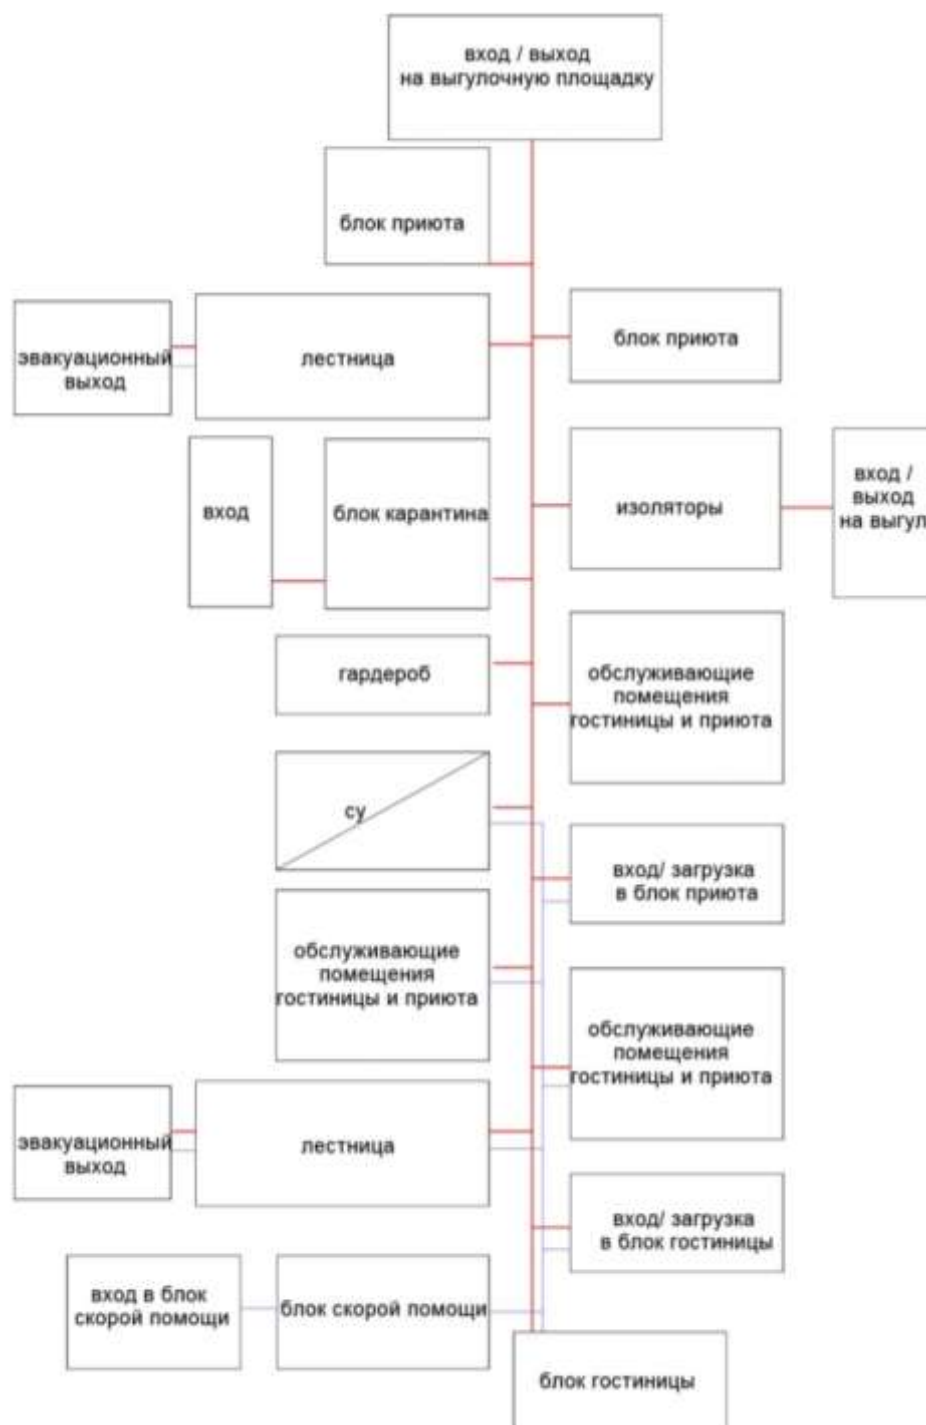 вход / выход
на выгулочную площадку
блок приюта
эвакуационный
выход
лестница
блок приюта
вход
блок карантина
изоляторы
вход /
выход
на выгул
гардероб
обслуживающие
помещения
гостиницы и приюта
су
вход/ загрузка
в блок приюта
обслуживающие
помещения
гостиницы и приюта
обслуживающие
помещения
гостиницы и приюта
эвакуационный
выход
лестница
вход/ загрузка
в блок гостиницы
вход в блок
скорой помощи
блок скорой помощи
блок гостиницы